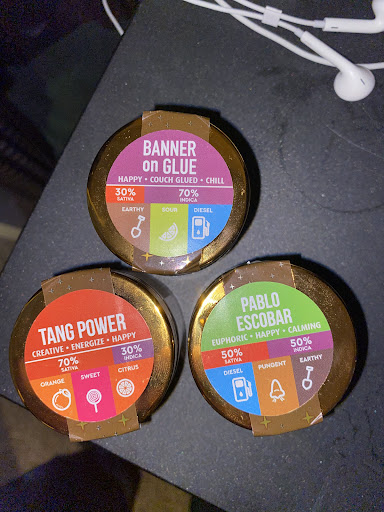 BANNER
on GLUE
HAPPY • COUCH GLUED • CHILL
30% 70%
SATIVA INDICA
EARTHY SOUR DIESEL
TANG POWER
CREATIVE • ENERGIZE • HAPPY
70% 30%
SATIVA INDICA
ORANGE SWEET CITRUS
PABLO
ESCOBAR
EUPHORIC • HAPPY • CALMING
50% 50%
SATIVA INDICA
DIESEL PUNGENT EARTHY